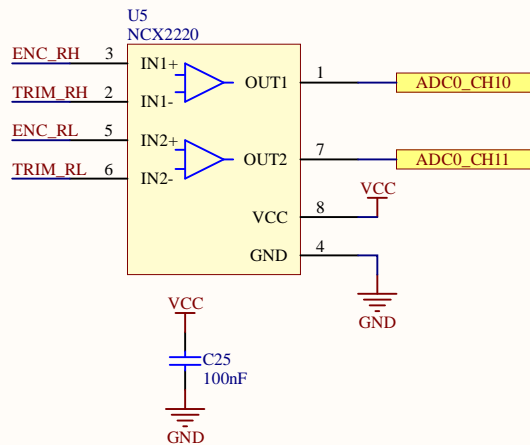 U5
NCX2220
ENC_RH 3 IN1+
OUT1 1 ADC0_CH10
TRIM_RH 2 IN1-
ENC_RL 5 IN2+
OUT2 7 ADC0_CH11
TRIM_RL 6 IN2-
VCC
VCC 8
GND 4
GND
VCC
C25
100nF
GND